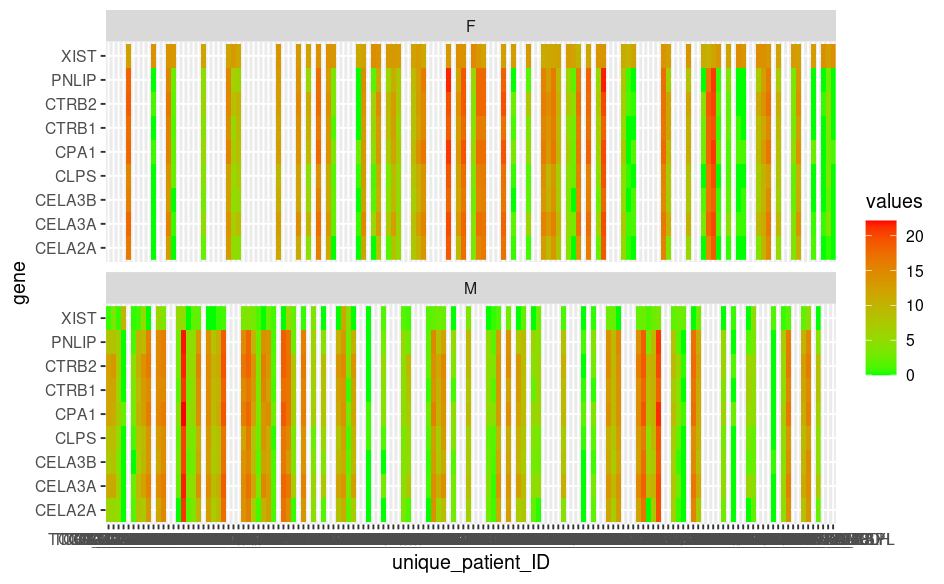 F
XIST
PNLIP
CTRB2
CTRB1
CPA1
CLPS
CELA3B
CELA3A
CELA2A
M
XIST
PNLIP
CTRB2
CTRB1
CPA1
CLPS
CELA3B
CELA3A
CELA2A
gene
unique_patient_ID
values
20
15
10
5
0